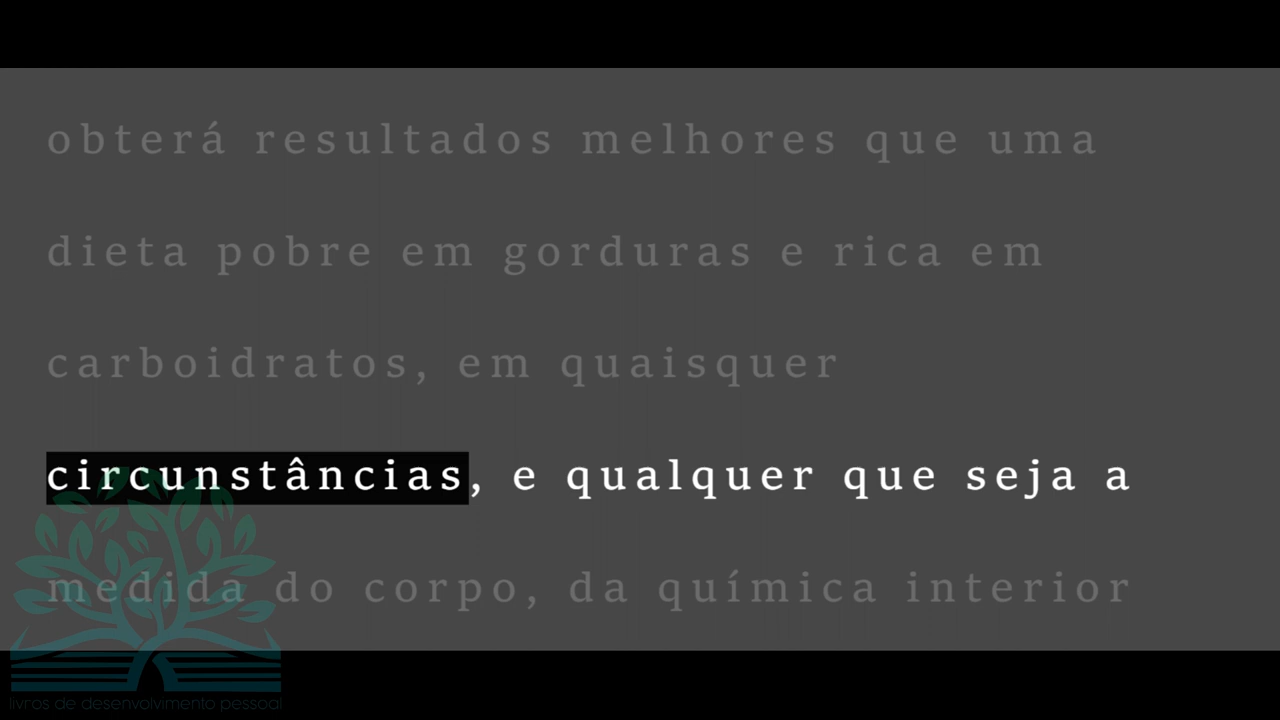 obterá resultados melhores que uma
dieta pobre em gorduras e rica em
carboidratos, em quaisquer
circunstâncias, e qualquer que seja a
medida do corpo, da química interior
livros de desenvolvimento pessoal